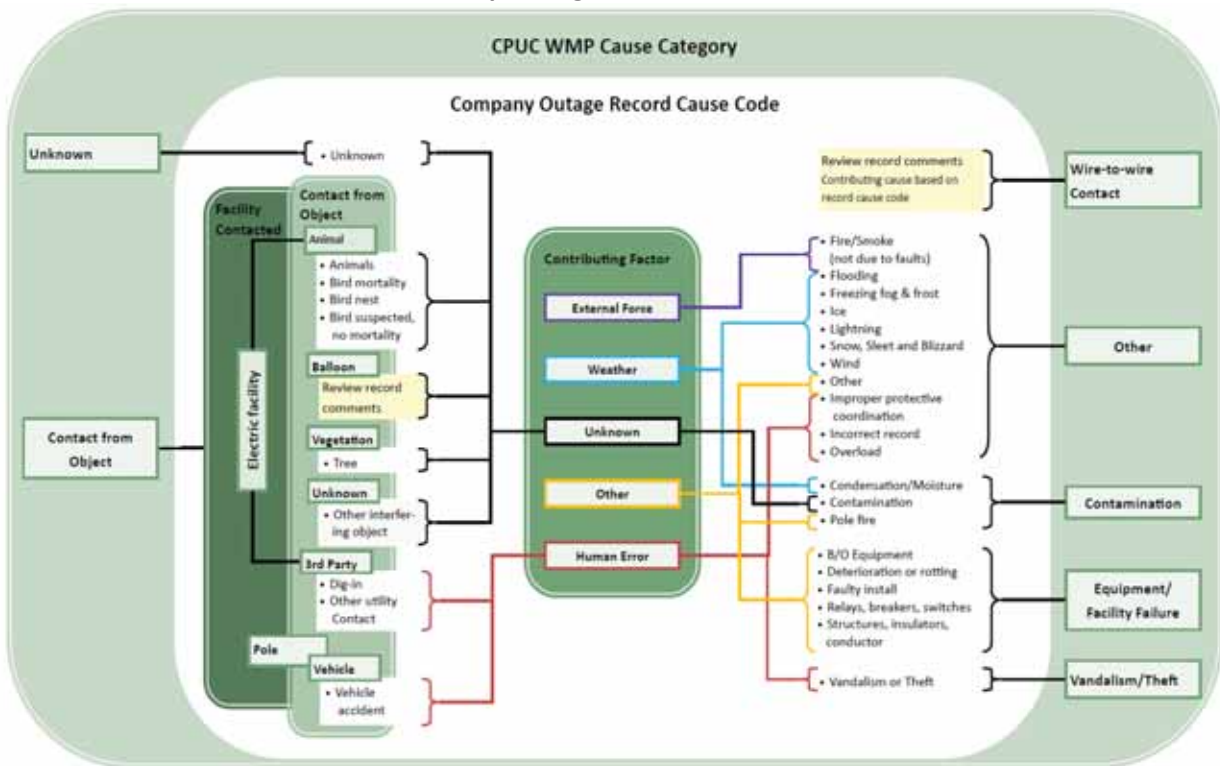 CPUC WMP Cause Category
Company Outage Record Cause Code
Unknown
• Unknown
Facility
Contacted
Contact from
Object
Animal
• Animals
• Bird mortality
• Bird nest
• Bird suspected,
no mortality
Balloon
Review record
comments
Vegetation
• Tree
Unknown
• Other interfer-
ing object
3rd Party
• Dig-in
• Other utility
Contact
Pole
Vehicle
• Vehicle
accident
Electric facility
Contact from
Object
Contributing Factor
External Force
Weather
Unknown
Other
Human Error
Review record comments
Contributing cause based on
record cause code
• Fire/Smoke
(not due to faults)
• Flooding
• Freezing fog & frost
• Ice
• Lightning
• Snow, Sleet and Blizzard
• Wind
• Other
• Improper protective
coordination
• Incorrect record
• Overload
• Condensation/Moisture
• Contamination
• Pole fire
• B/O Equipment
• Deterioration or rotting
• Faulty install
• Relays, breakers, switches
• Structures, insulators,
conductor
• Vandalism or Theft
Wire-to-wire
Contact
Other
Contamination
Equipment/
Facility Failure
Vandalism/Theft